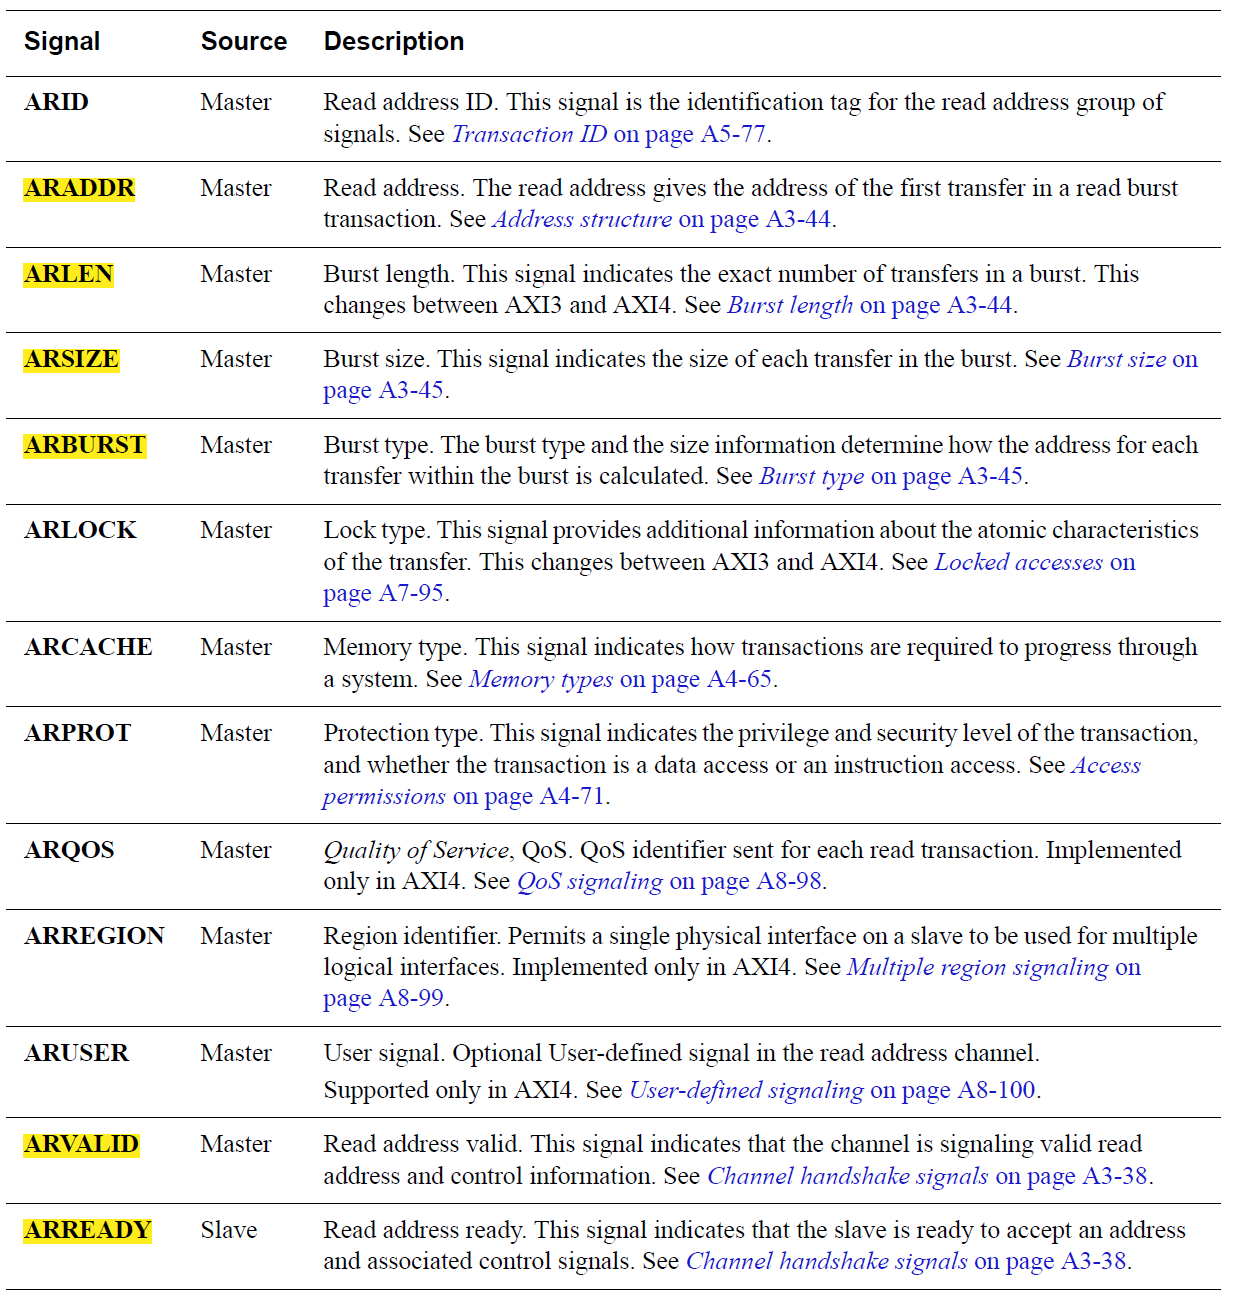 Signal Source Description
ARID Master Read address ID. This signal is the identification tag for the read address group of
signals. See Transaction ID on page A5-77.
ARADDR Master Read address. The read address gives the address of the first transfer in a read burst
transaction. See Address structure on page A3-44.
ARLEN Master Burst length. This signal indicates the exact number of transfers in a burst. This
changes between AXI3 and AXI4. See Burst length on page A3-44.
ARSIZE Master Burst size. This signal indicates the size of each transfer in the burst. See Burst size on
page A3-45.
ARBURST Master Burst type. The burst type and the size information determine how the address for each
transfer within the burst is calculated. See Burst type on page A3-45.
ARLOCK Master Lock type. This signal provides additional information about the atomic characteristics
of the transfer. This changes between AXI3 and AXI4. See Locked accesses on
page A7-95.
ARCACHE Master Memory type. This signal indicates how transactions are required to progress through
a system. See Memory types on page A4-65.
ARPROT Master Protection type. This signal indicates the privilege and security level of the transaction,
and whether the transaction is a data access or an instruction access. See Access
permissions on page A4-71.
ARQOS Master Quality of Service, QoS. QoS identifier sent for each read transaction. Implemented
only in AXI4. See QoS signaling on page A8-98.
ARREGION Master Region identifier. Permits a single physical interface on a slave to be used for multiple
logical interfaces. Implemented only in AXI4. See Multiple region signaling on
page A8-99.
ARUSER Master User signal. Optional User-defined signal in the read address channel.
Supported only in AXI4. See User-defined signaling on page A8-100.
ARVALID Master Read address valid. This signal indicates that the channel is signaling valid read
address and control information. See Channel handshake signals on page A3-38.
ARREADY Slave Read address ready. This signal indicates that the slave is ready to accept an address
and associated control signals. See Channel handshake signals on page A3-38.